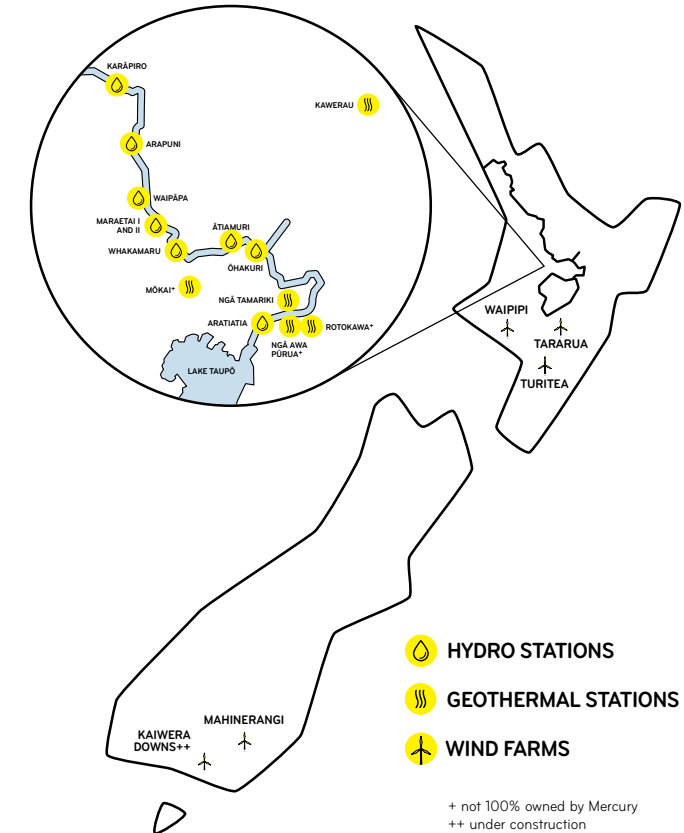 KARĀPIRO
KAWERAU
ARAPUNI
WAIPĀPA
MARAETAI I
AND II
ĀTIAMURI
WHAKAMARU
ŌHAKURI
MŌKAI+
NGĀ TAMARIKI
ARATIATIA
ROTOKAWA+
NGĀ AWA
PŪRUA+
LAKE TAUPŌ
WAIPIPI
TARARUA
TURITEA
HYDRO STATIONS
GEOTHERMAL STATIONS
WIND FARMS
MAHINERANGI
KAIWERA
DOWNS++
+ not 100% owned by Mercury
++ under construction